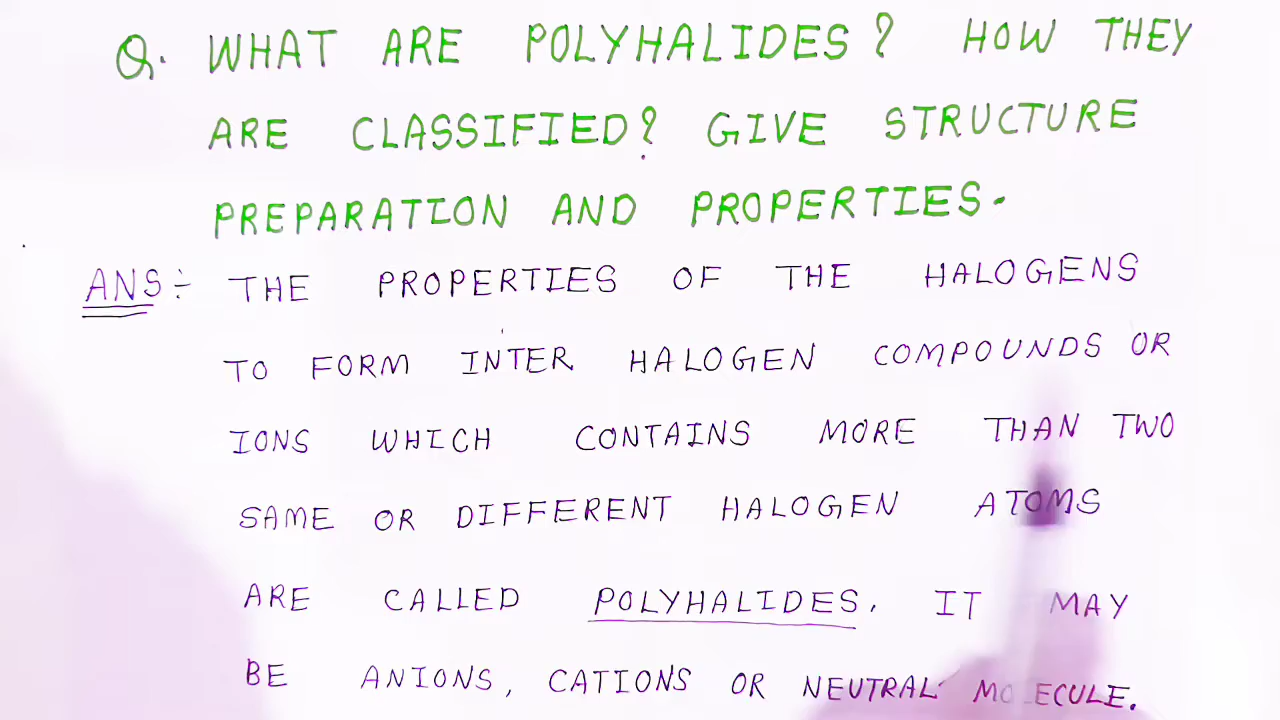 Q. WHAT ARE POLYHALIDES? HOW THEY
ARE CLASSIFIED? GIVE STRUCTURE
PREPARATION AND PROPERTIES.
ANS:- THE PROPERTIES OF THE HALOGENS
TO FORM INTER HALOGEN COMPOUNDS OR
IONS WHICH CONTAINS MORE THAN TWO
SAME OR DIFFERENT HALOGEN ATOMS
ARE CALLED POLYHALIDES. IT MAY
BE ANIONS, CATIONS OR NEUTRAL MOLECULE.